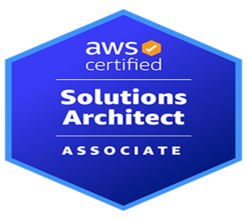 aws
certified
Solutions
Architect
ASSOCIATE